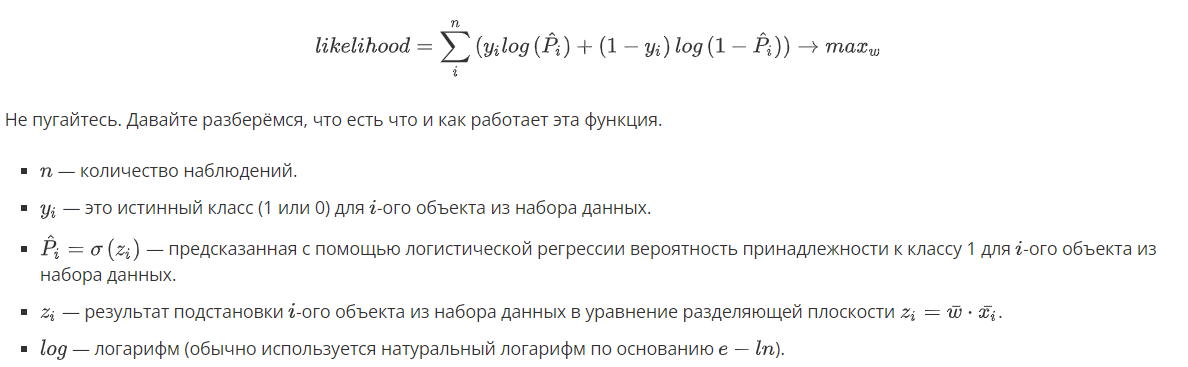 likelihood = \sum_{i}^{n} (y_i log (\hat{P}_i) + (1 − y_i) log (1 − \hat{P}_i)) → max_w
Не пугайтесь. Давайте разберёмся, что есть что и как работает эта функция.
▪ n — количество наблюдений.
▪ y_i — это истинный класс (1 или 0) для i-ого объекта из набора данных.
▪ \hat{P}_i = σ (z_i) — предсказанная с помощью логистической регрессии вероятность принадлежности к классу 1 для i-ого объекта из
набора данных.
▪ z_i — результат подстановки i-ого объекта из набора данных в уравнение разделяющей плоскости z_i = \bar{w} · \bar{x_i}.
▪ log — логарифм (обычно используется натуральный логарифм по основанию e − ln).